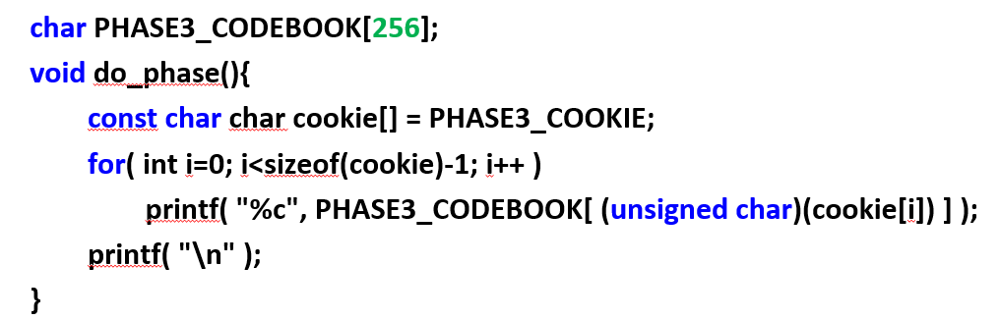 char PHASE3_CODEBOOK[256];
void do_phase(){
const char char cookie[] = PHASE3_COOKIE;
for( int i=0; i<sizeof(cookie)-1; i++ )
printf( "%c", PHASE3_CODEBOOK[ (unsigned char)(cookie[i]) ] );
printf( "\n" );
}